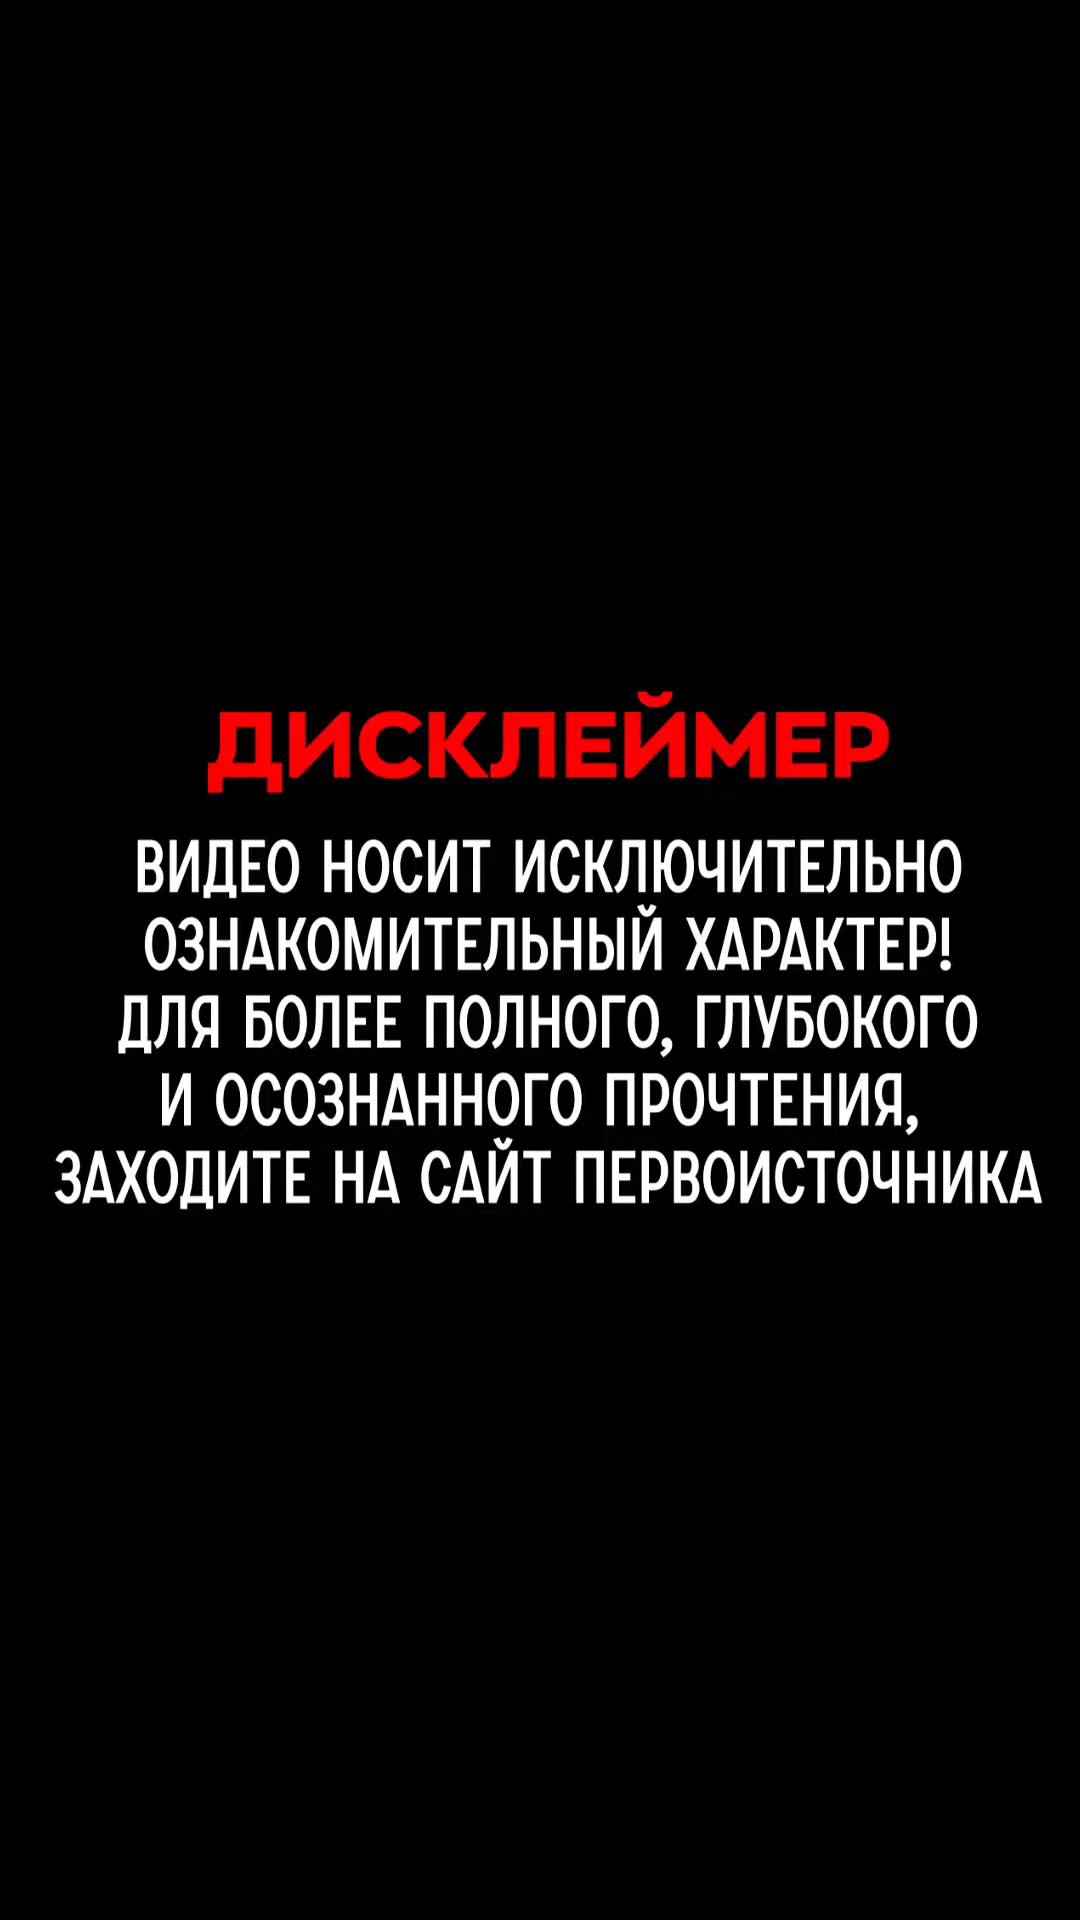 ДИСКЛЕЙМЕР
ВИДЕО НОСИТ ИСКЛЮЧИТЕЛЬНО
ОЗНАКОМИТЕЛЬНЫЙ ХАРАКТЕР!
ДЛЯ БОЛЕЕ ПОЛНОГО, ГЛУБОКОГО
И ОСОЗНАННОГО ПРОЧТЕНИЯ,
ЗАХОДИТЕ НА САЙТ ПЕРВОИСТОЧНИКА